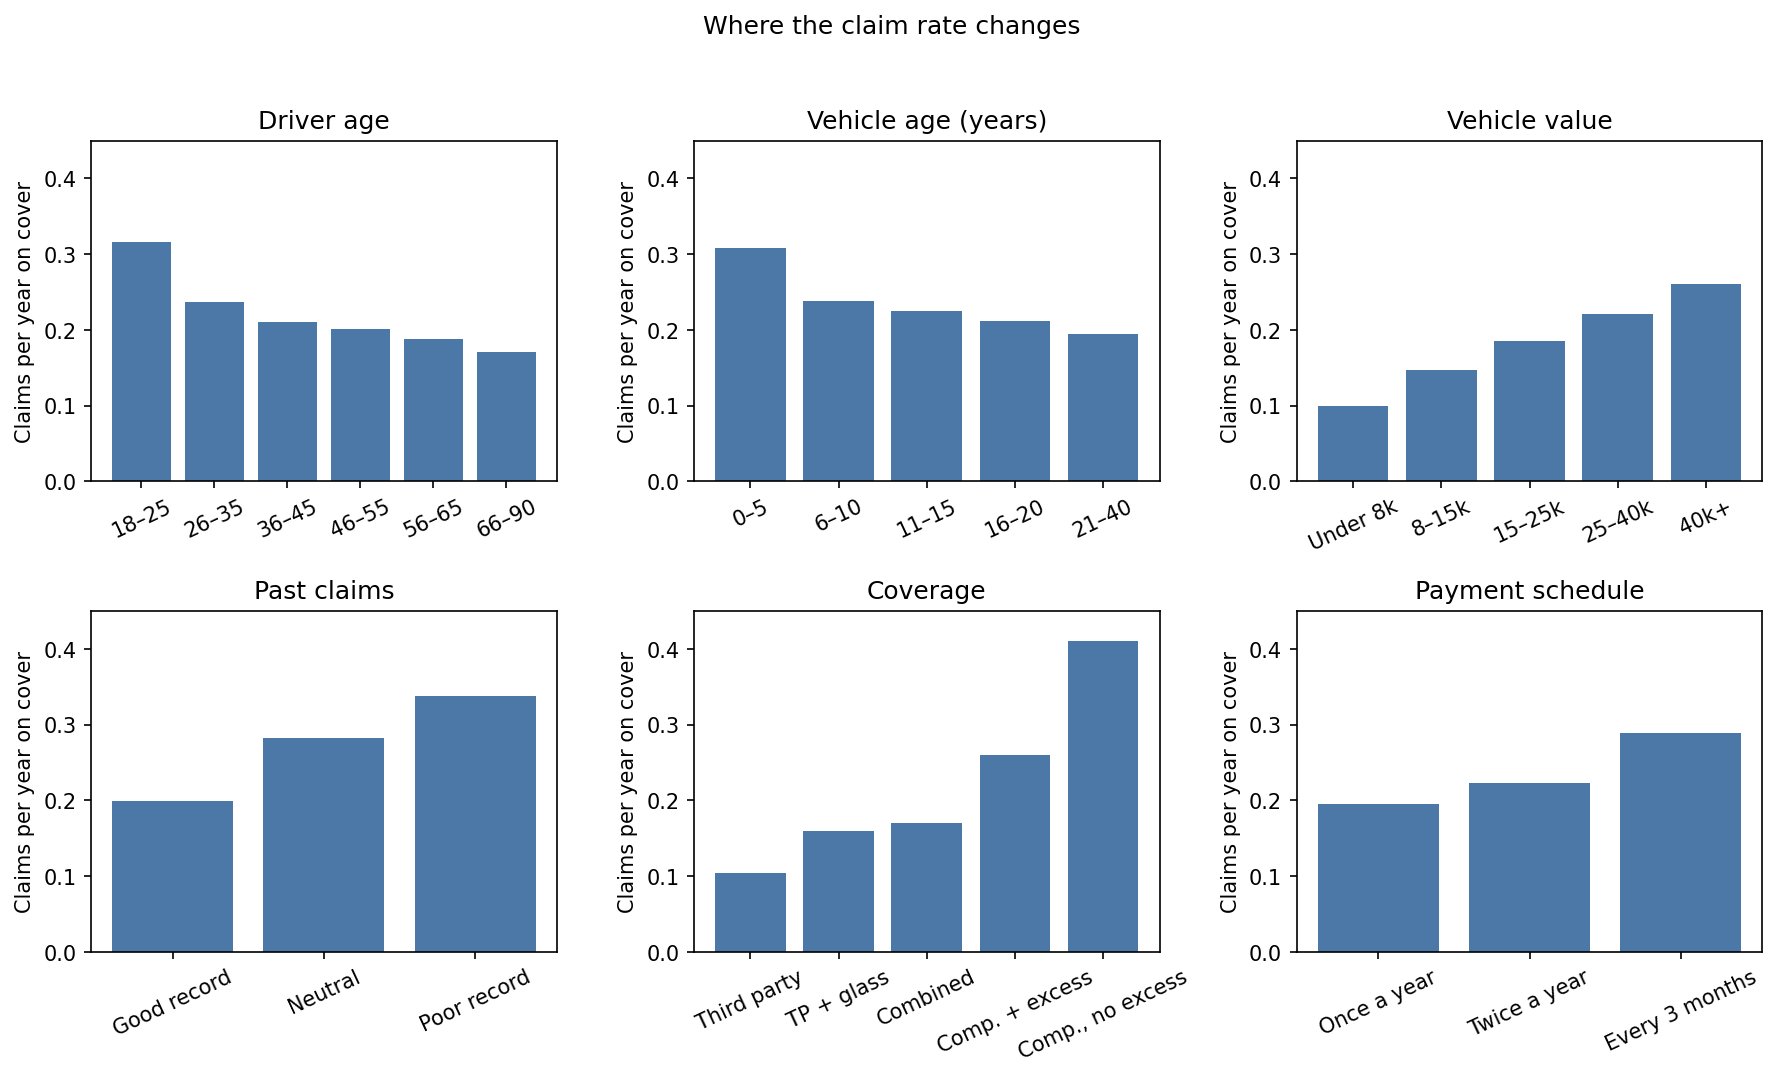 Where the claim rate changes
Driver age
Claims per year on cover
0.4
0.3
0.2
0.1
0.0
18–25
26–35
36–45
46–55
56–65
66–90
Vehicle age (years)
Claims per year on cover
0.4
0.3
0.2
0.1
0.0
0–5
6–10
11–15
16–20
21–40
Vehicle value
Claims per year on cover
0.4
0.3
0.2
0.1
0.0
Under 8k
8–15k
15–25k
25–40k
40k+
Past claims
Claims per year on cover
0.4
0.3
0.2
0.1
0.0
Good record
Neutral
Poor record
Coverage
Claims per year on cover
0.4
0.3
0.2
0.1
0.0
Third party
TP + glass
Combined
Comp. + excess
Comp., no excess
Payment schedule
Claims per year on cover
0.4
0.3
0.2
0.1
0.0
Once a year
Twice a year
Every 3 months